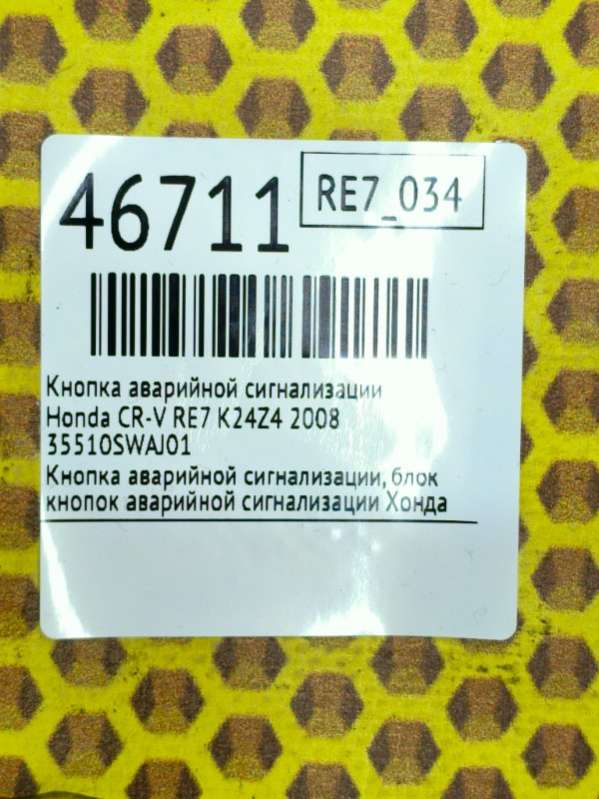 46711
RE7_034
Кнопка аварийной сигнализации
Honda CR-V RE7 K24Z4 2008
35510SWAJ01
Кнопка аварийной сигнализации, блок
кнопок аварийной сигнализации Хонда